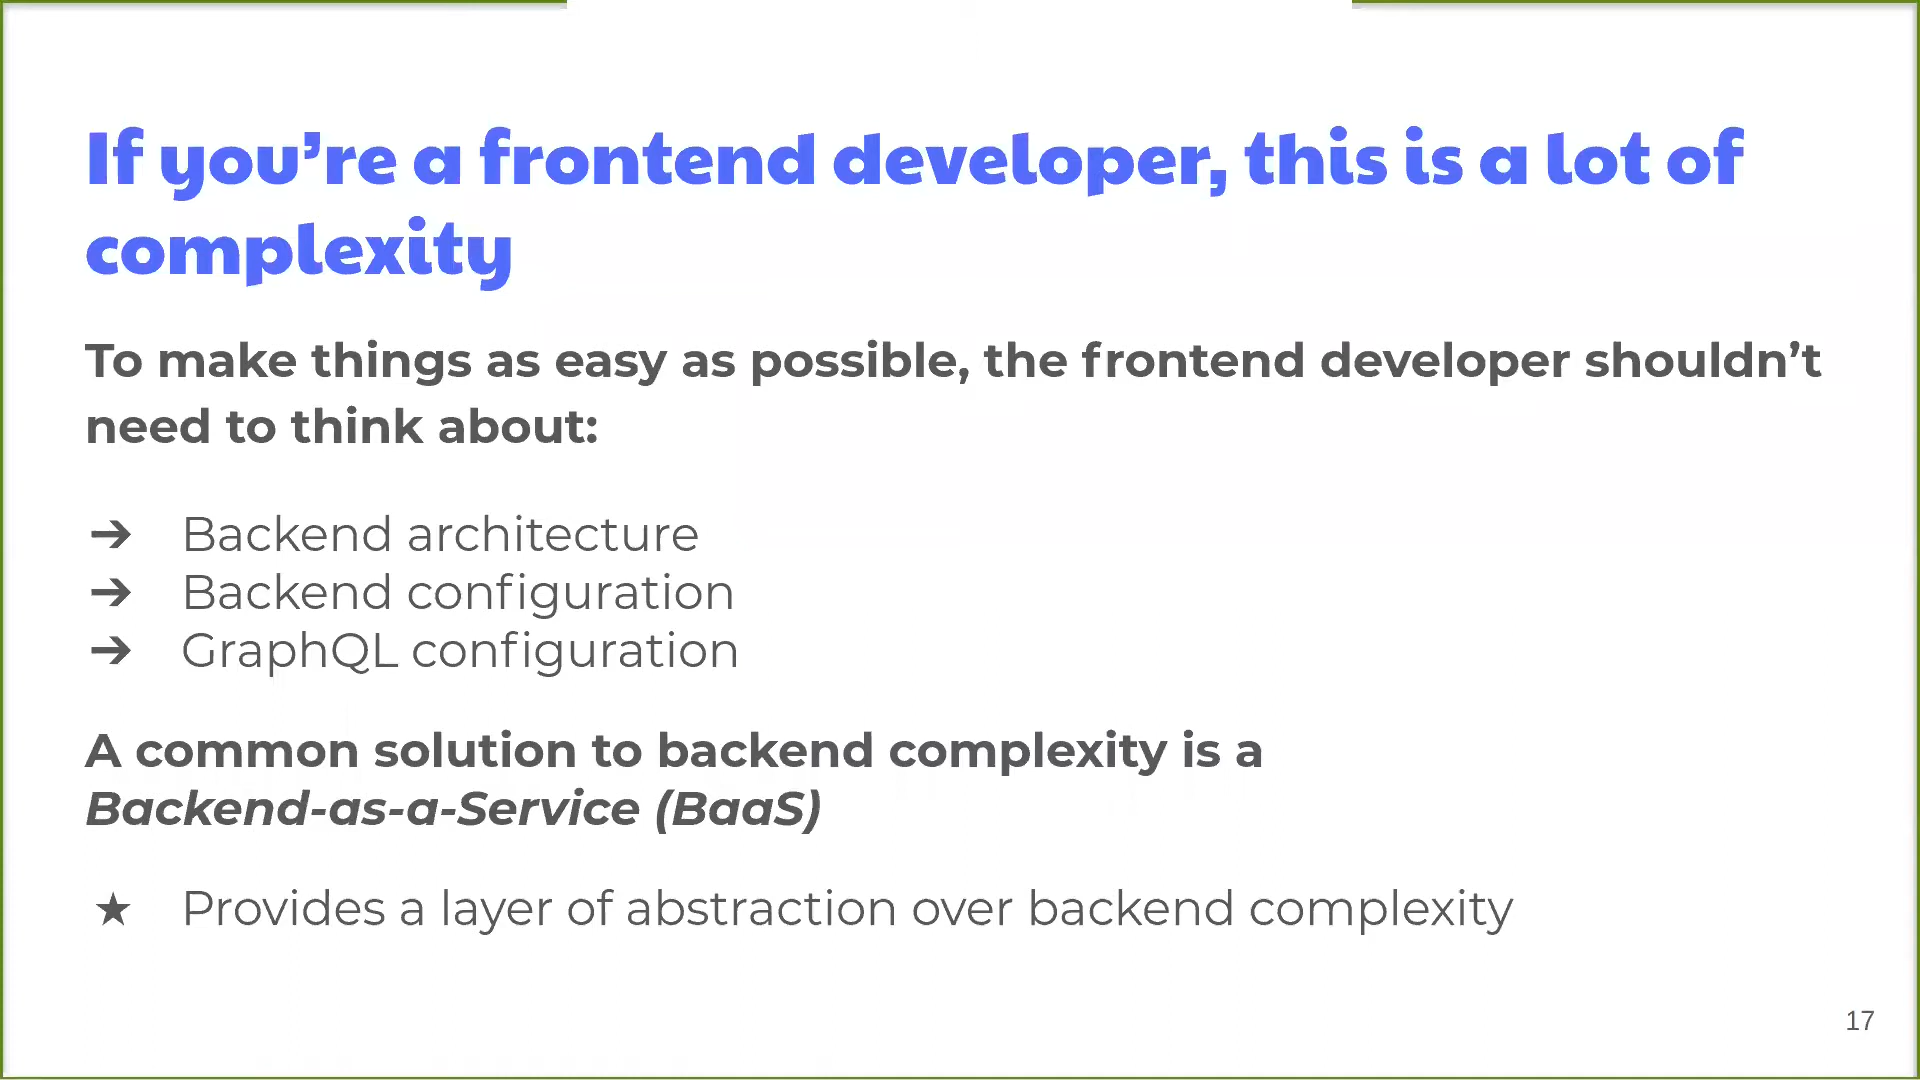 If you’re a frontend developer, this is a lot of
complexity
To make things as easy as possible, the frontend developer shouldn’t
need to think about:
➔ Backend architecture
➔ Backend configuration
➔ GraphQL configuration
A common solution to backend complexity is a
Backend-as-a-Service (BaaS)
★ Provides a layer of abstraction over backend complexity
17